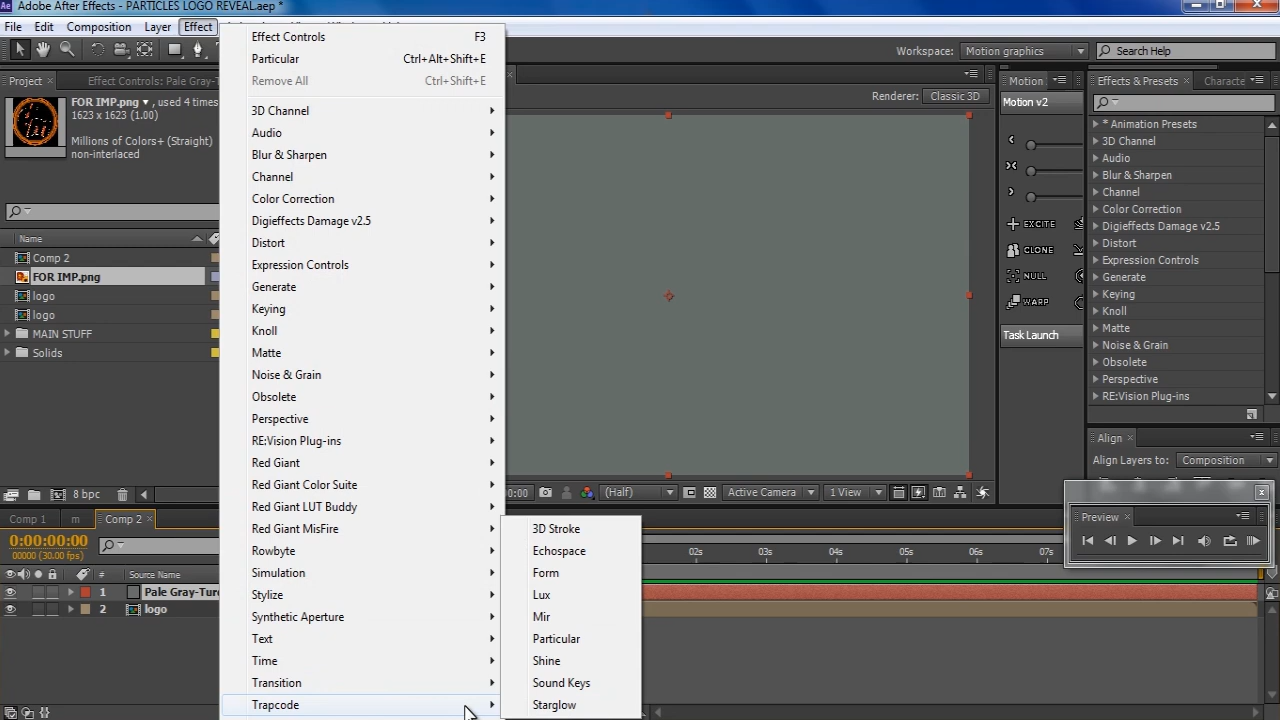 Adobe After Effects - PARTICLES LOGO REVEAL.aep *
File Edit Composition Layer Effect
Workspace: Motion graphics Search Help
Project Effect Controls: Pale Gray-T
FOR IMP.png ▾, used 4 times
1623 x 1623 (1.00)
Millions of Colors+ (Straight)
non-interlaced
Name
Comp 2
FOR IMP.png
logo
logo
MAIN STUFF
Solids
8 bpc
Effect Controls F3
Particular Ctrl+Alt+Shift+E
Remove All Ctrl+Shift+E
3D Channel
Audio
Blur & Sharpen
Channel
Color Correction
Digieffects Damage v2.5
Distort
Expression Controls
Generate
Keying
Knoll
Matte
Noise & Grain
Obsolete
Perspective
RE:Vision Plug-ins
Red Giant
Red Giant Color Suite
Red Giant LUT Buddy
Red Giant MisFire
Rowbyte
Simulation
Stylize
Synthetic Aperture
Text
Time
Transition
Trapcode
3D Stroke
Echospace
Form
Lux
Mir
Particular
Shine
Sound Keys
Starglow
Renderer: Classic 3D
:00 (Half) Active Camera 1 View
Motion
Motion v2
EXCITE
CLONE
NULL
WARP
Task Launch
Effects & Presets Characte
* Animation Presets
3D Channel
Audio
Blur & Sharpen
Channel
Color Correction
Digieffects Damage v2.5
Distort
Expression Controls
Generate
Keying
Knoll
Matte
Noise & Grain
Obsolete
Perspective
RE:Vision Plug-ins
Align
Align Layers to: Composition
Preview
Comp 1 m Comp 2
0:00:00:00
00000 (30.00 fps)
# Source Name
1 Pale Gray-Turq
2 logo
02s 03s 04s 05s 06s 07s